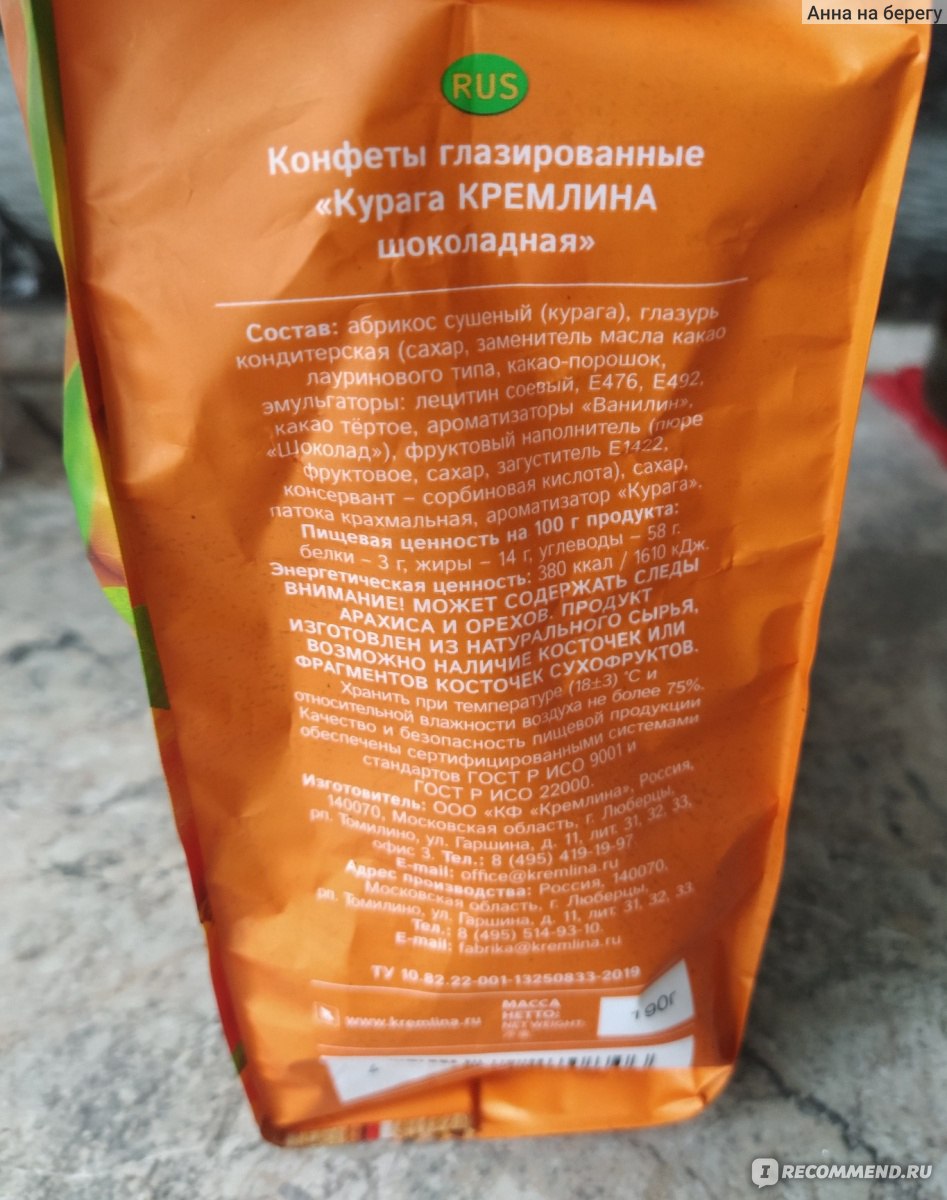 Анна на берегу
RUS
Конфеты глазированные
«Курага КРЕМЛИНА
шоколадная»
Состав: абрикос сушеный (курага), глазурь
кондитерская (сахар, заменитель масла какао
лауринового типа, какао-порошок,
эмульгаторы: лецитин соевый, Е476, Е492,
какао тёртое, ароматизаторы «Ванилин»,
«Шоколад»), фруктовый наполнитель (пюре
фруктовое, сахар, загуститель Е1422,
консервант – сорбиновая кислота), сахар,
патока крахмальная, ароматизатор «Курага».
Пищевая ценность на 100 г продукта:
белки – 3 г, жиры – 14 г, углеводы – 58 г.
Энергетическая ценность: 380 ккал / 1610 кДж.
ВНИМАНИЕ! МОЖЕТ СОДЕРЖАТЬ СЛЕДЫ
АРАХИСА И ОРЕХОВ. ПРОДУКТ
ИЗГОТОВЛЕН ИЗ НАТУРАЛЬНОГО СЫРЬЯ,
ВОЗМОЖНО НАЛИЧИЕ КОСТОЧЕК ИЛИ
ФРАГМЕНТОВ КОСТОЧЕК СУХОФРУКТОВ.
Хранить при температуре (18±3) °С и
относительной влажности воздуха не более 75%.
Качество и безопасность пищевой продукции
обеспечены сертифицированными системами
стандартов ГОСТ Р ИСО 9001 и
ГОСТ Р ИСО 22000.
Изготовитель: ООО «КФ «Кремлина», Россия,
140070, Московская область, г. Люберцы,
рп. Томилино, ул. Гаршина, д. 11, лит. 31, 32, 33,
офис 3. Тел.: 8 (495) 419-19-97
E-mail: office@kremlina.ru
Адрес производства: Россия, 140070,
Московская область, г. Люберцы,
рп. Томилино, ул. Гаршина, д. 11, лит. 31, 32, 33.
Тел.: 8 (495) 514-93-10.
E-mail: fabrika@kremlina.ru
ТУ 10.82.22-001-13250833-2019
www.kremlina.ru
МАССА
НЕТТО:
NET WEIGHT:
190г
IRECOMMEND.RU